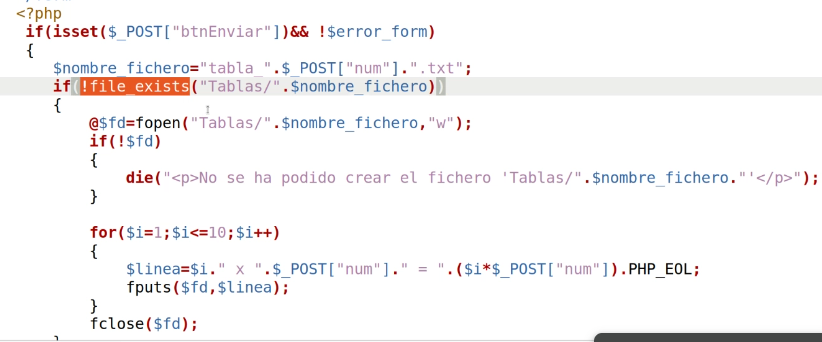 <?php
if(isset($_POST["btnEnviar"])&& !$error_form)
{
$nombre_fichero="tabla_".$_POST["num"].".txt";
if(!file_exists("Tablas/".$nombre_fichero))
{
@$fd=fopen("Tablas/".$nombre_fichero,"w");
if(!$fd)
{
die("<p>No se ha podido crear el fichero 'Tablas/".$nombre_fichero."'</p>");
}
for($i=1;$i<=10;$i++)
{
$linea=$i." x ".$_POST["num"]." = ".($i*$_POST["num"]).PHP_EOL;
fputs($fd,$linea);
}
fclose($fd);